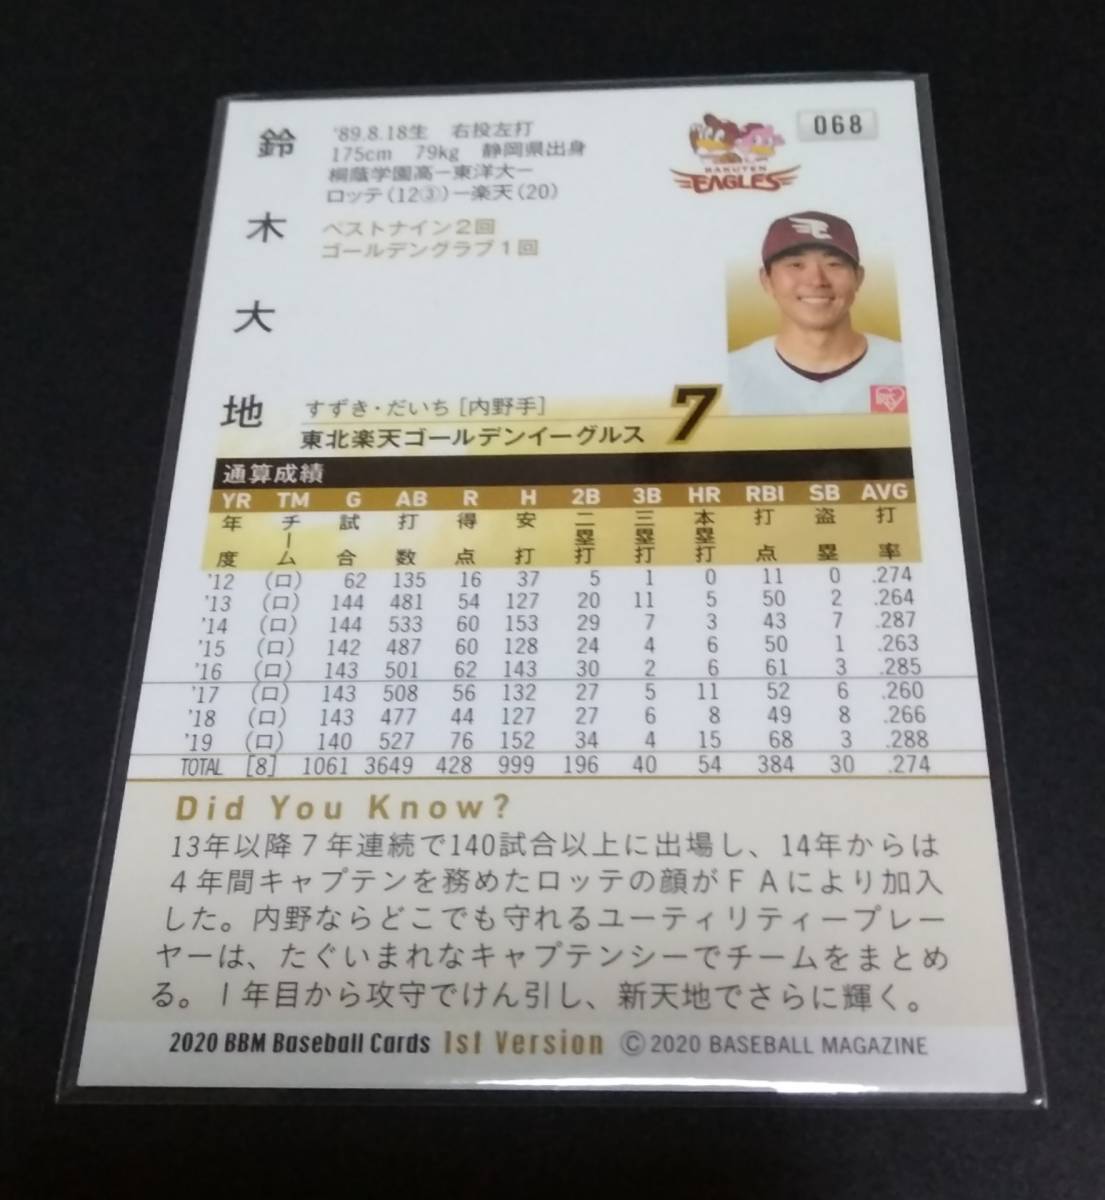 鈴木大地
'89.8.18生 右投左打
175cm 79kg 静岡県出身
桐蔭学園高ー東洋大ー
ロッテ(12③)ー楽天(20)
ベストナイン2回
ゴールデングラブ1回
RAKUTEN
EAGLES
068
すずき・だいち [内野手]
東北楽天ゴールデンイーグルス
7
通算成績
YR TM G AB R H 2B 3B HR RBI SB AVG
年度 チーム 試合 打数 得点 安打 二塁打 三塁打 本塁打 打点 盗塁 打率
'12 (ロ) 62 135 16 37 5 1 0 11 0 .274
'13 (ロ) 144 481 54 127 20 11 5 50 2 .264
'14 (ロ) 144 533 60 153 29 7 3 43 7 .287
'15 (ロ) 142 487 60 128 24 4 6 50 1 .263
'16 (ロ) 143 501 62 143 30 2 6 61 3 .285
'17 (ロ) 143 508 56 132 27 5 11 52 6 .260
'18 (ロ) 143 477 44 127 27 6 8 49 8 .266
'19 (ロ) 140 527 76 152 34 4 15 68 3 .288
TOTAL [8] 1061 3649 428 999 196 40 54 384 30 .274
Did You Know?
13年以降7年連続で140試合以上に出場し、14年からは
4年間キャプテンを務めたロッテの顔がFAにより加入
した。内野ならどこでも守れるユーティリティープレー
ヤーは、たぐいまれなキャプテンシーでチームをまとめ
る。1年目から攻守でけん引し、新天地でさらに輝く。
2020 BBM Baseball Cards 1st Version © 2020 BASEBALL MAGAZINE